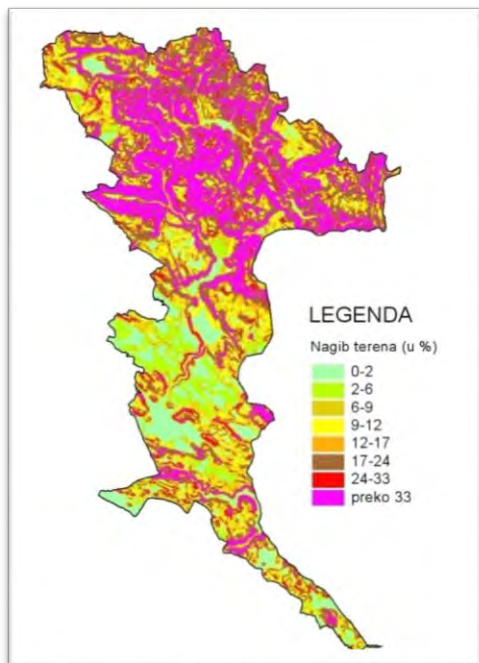 LEGENDA
Nagib terena (u %)
0-2
2-6
6-9
9-12
12-17
17-24
24-33
preko 33